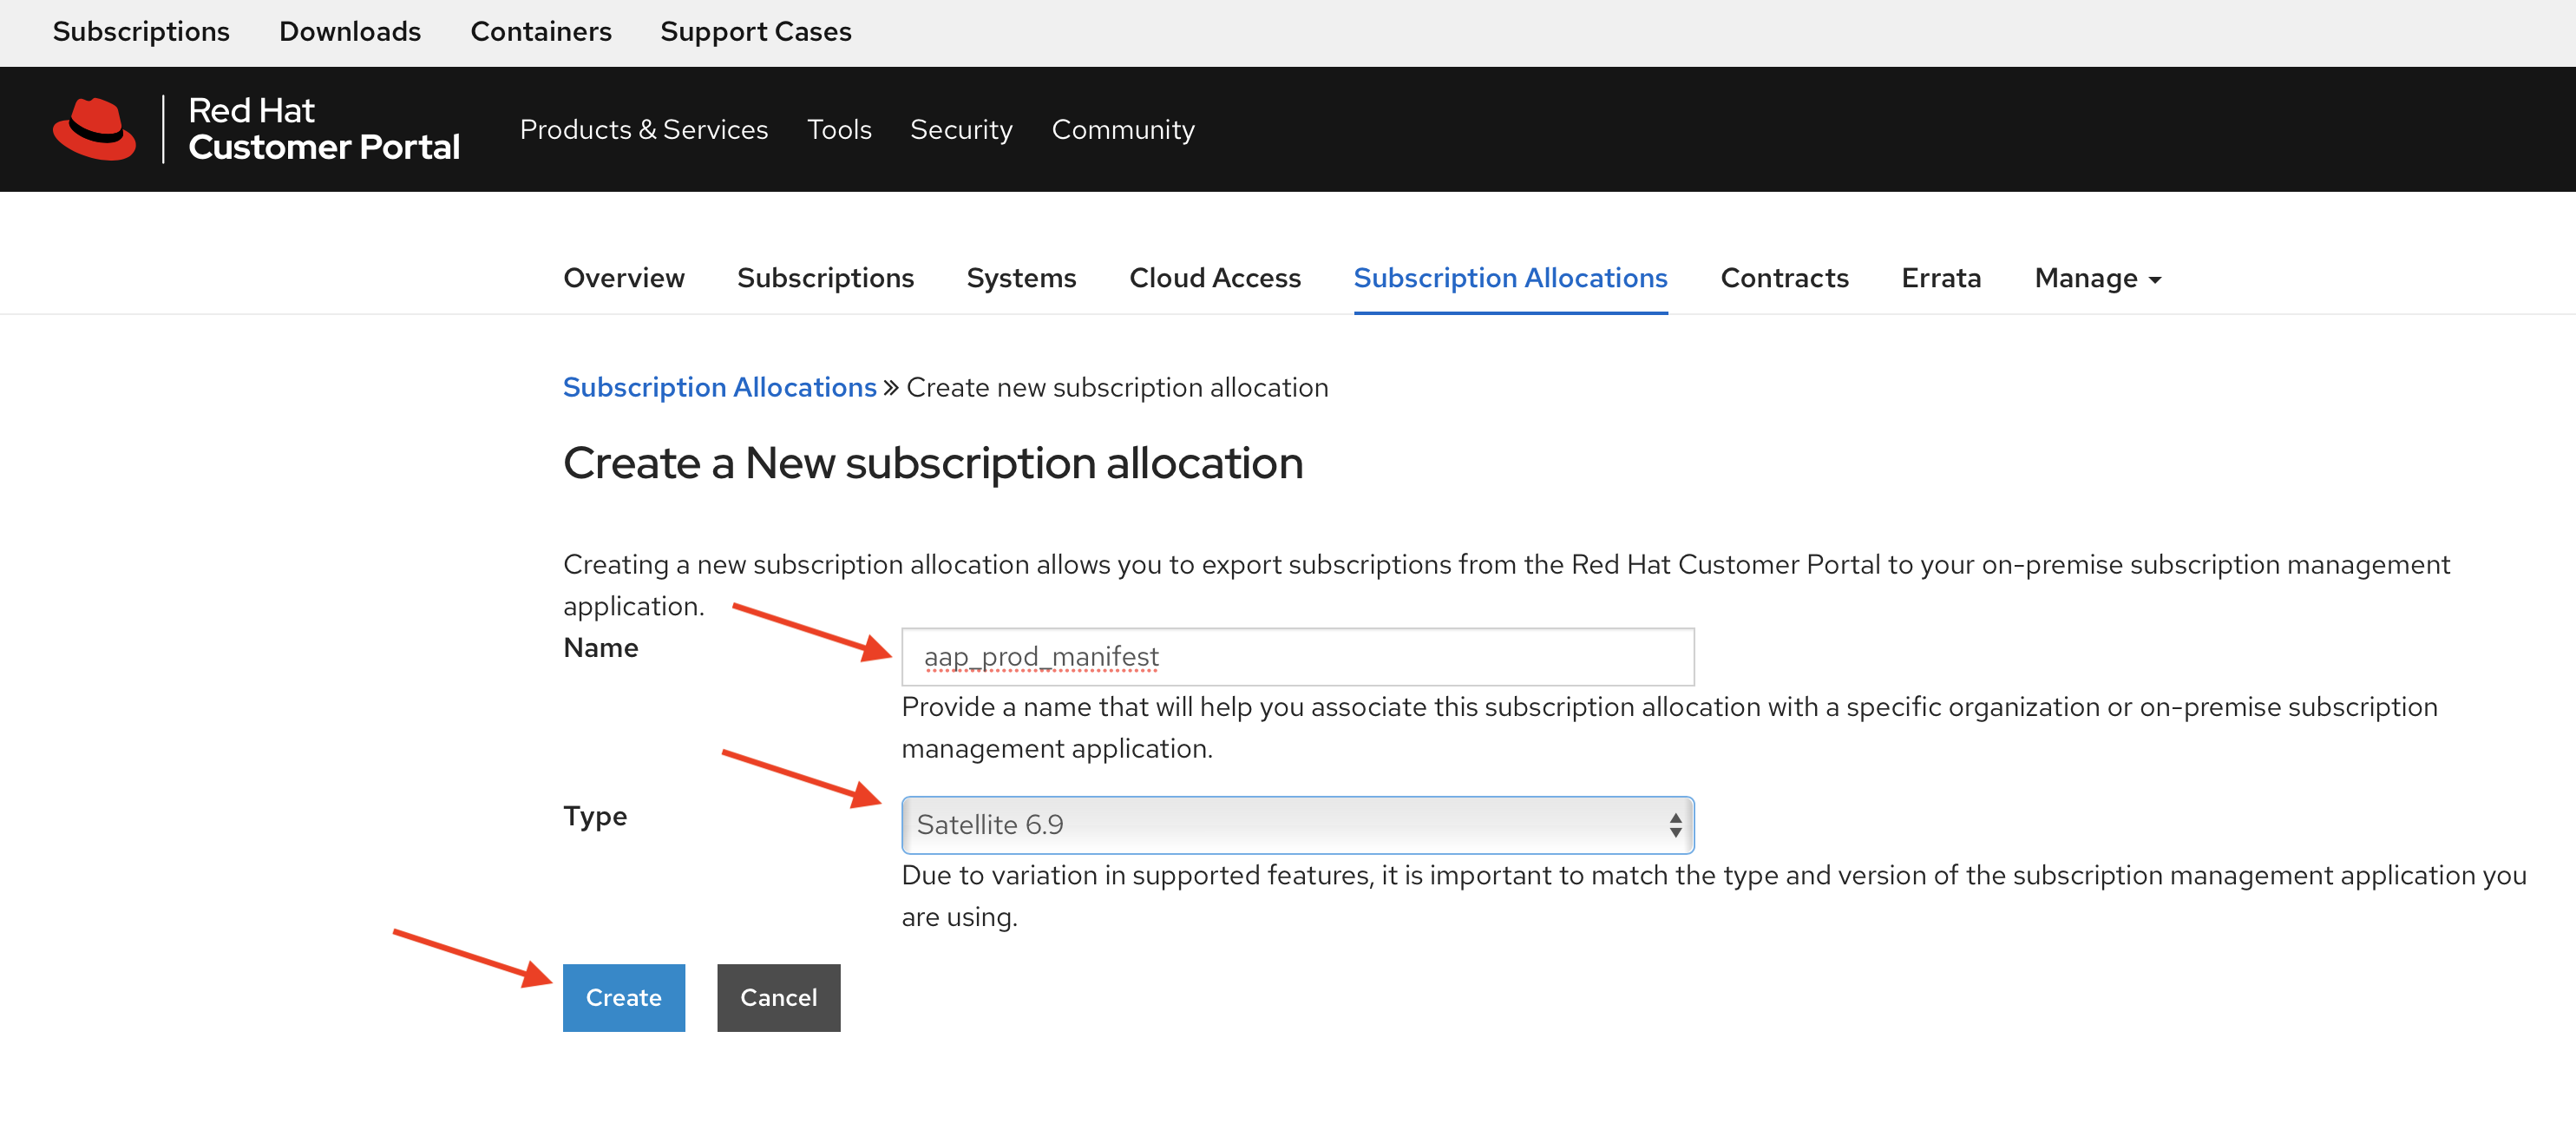 Subscriptions Downloads Containers Support Cases
Red Hat
Customer Portal
Products & Services Tools Security Community
Overview Subscriptions Systems Cloud Access Subscription Allocations Contracts Errata Manage
Subscription Allocations » Create new subscription allocation
Create a New subscription allocation
Creating a new subscription allocation allows you to export subscriptions from the Red Hat Customer Portal to your on-premise subscription management
application.
Name
aap_prod_manifest
Provide a name that will help you associate this subscription allocation with a specific organization or on-premise subscription
management application.
Type
Satellite 6.9
Due to variation in supported features, it is important to match the type and version of the subscription management application you
are using.
Create Cancel